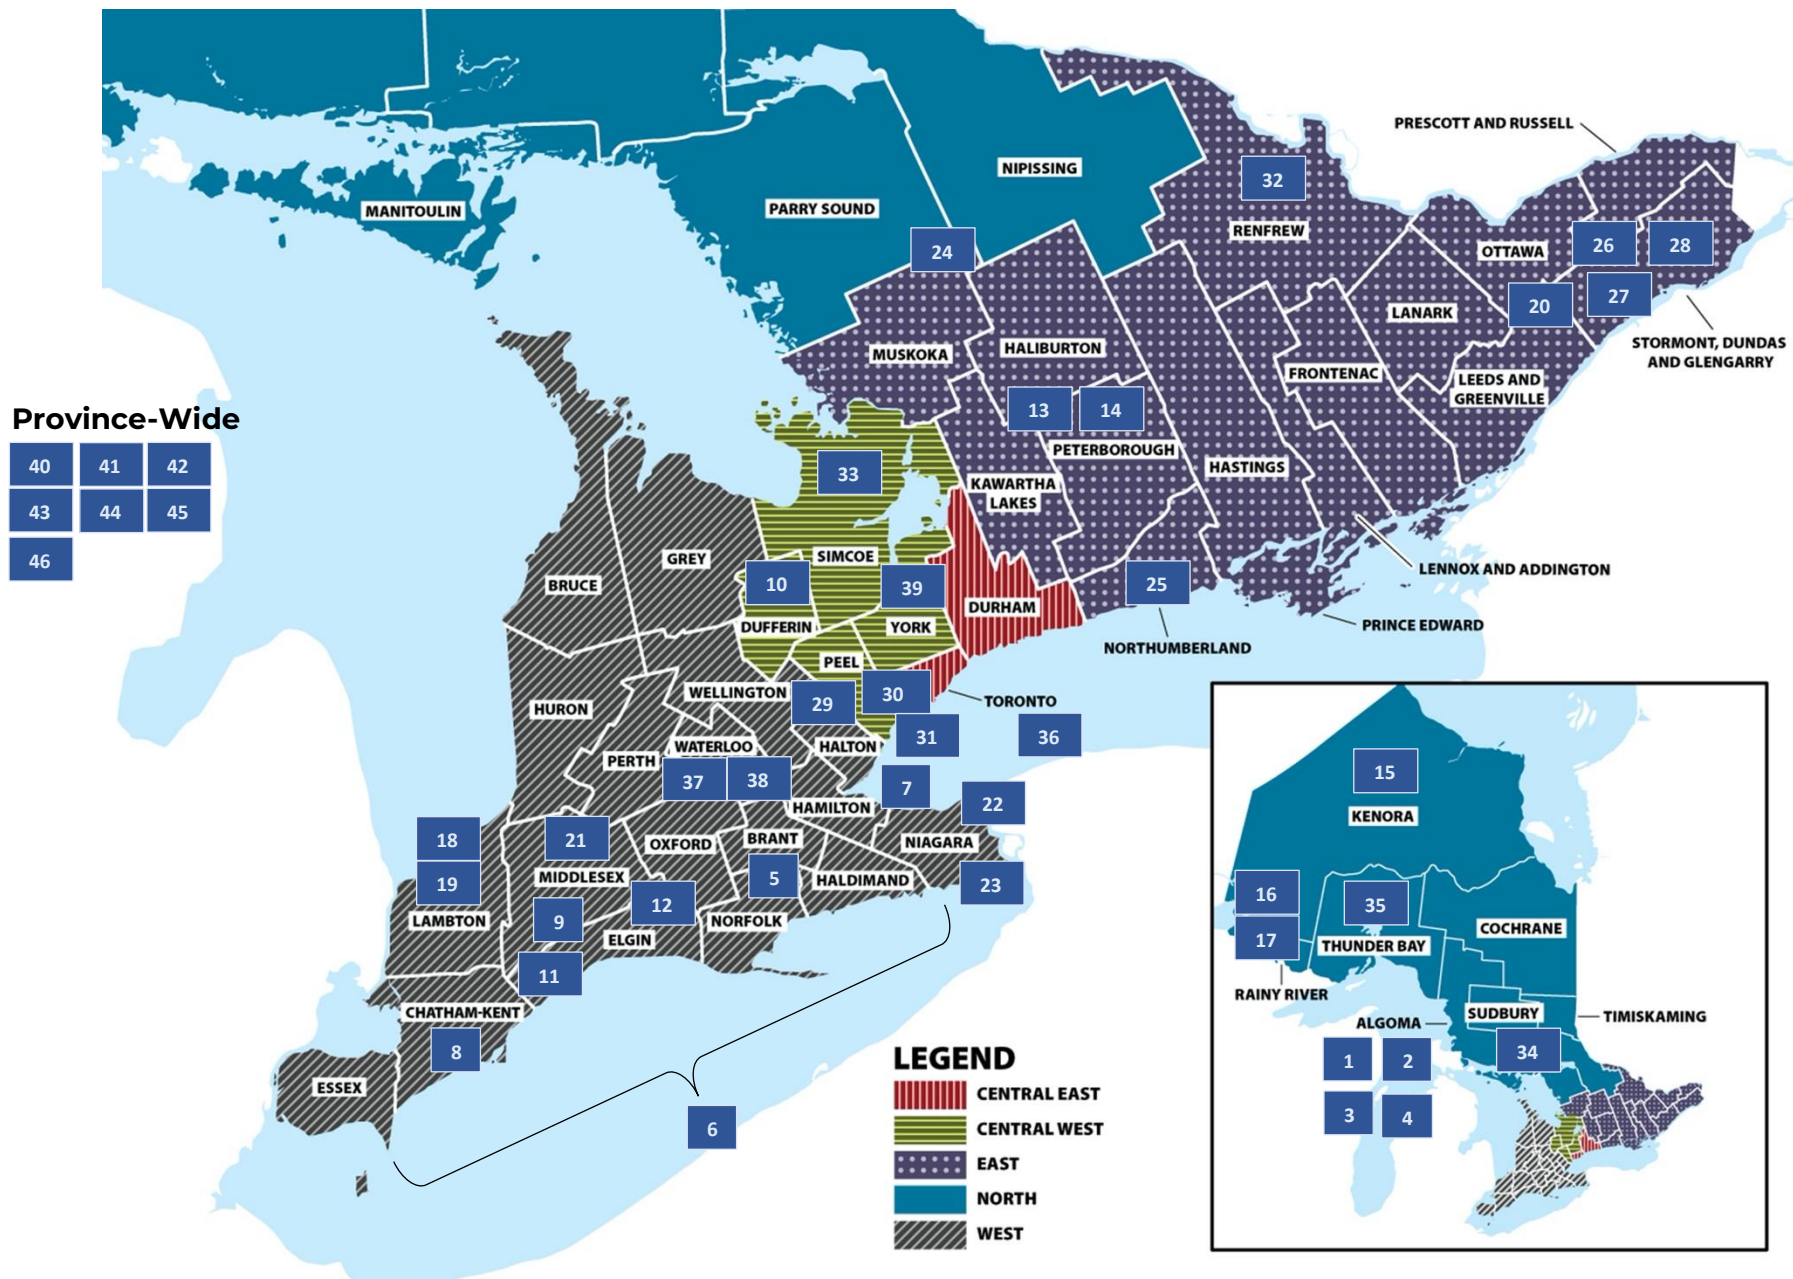 PRESCOTT AND RUSSELL
NIPISSING
32
MANITOULIN
PARRY SOUND
RENFREW
24
OTTAWA
26
28
20
27
LANARK
STORMONT, DUNDAS
AND GLENGARRY
MUSKOKA
HALIBURTON
FRONTENAC
LEEDS AND
GREENVILLE
Province-Wide
13
14
40
41
42
43
44
45
46
33
PETERBOROUGH
HASTINGS
KAWARTHA
LAKES
SIMCOE
GREY
BRUCE
10
39
25
DURHAM
LENNOX AND ADDINGTON
DUFFERIN
YORK
PRINCE EDWARD
NORTHUMBERLAND
PEEL
WELLINGTON
29
30
TORONTO
HURON
31
36
WATERLOO
HALTON
PERTH
37
38
7
22
HAMILTON
18
21
OXFORD
BRANT
NIAGARA
19
MIDDLESEX
5
HALDIMAND
23
LAMBTON
9
12
NORFOLK
ELGIN
11
CHATHAM-KENT
8
ESSEX
6
15
KENORA
16
35
17
COCHRANE
THUNDER BAY
RAINY RIVER
SUDBURY
TIMISKAMING
ALGOMA
1
2
34
3
4
LEGEND
CENTRAL EAST
CENTRAL WEST
EAST
NORTH
WEST